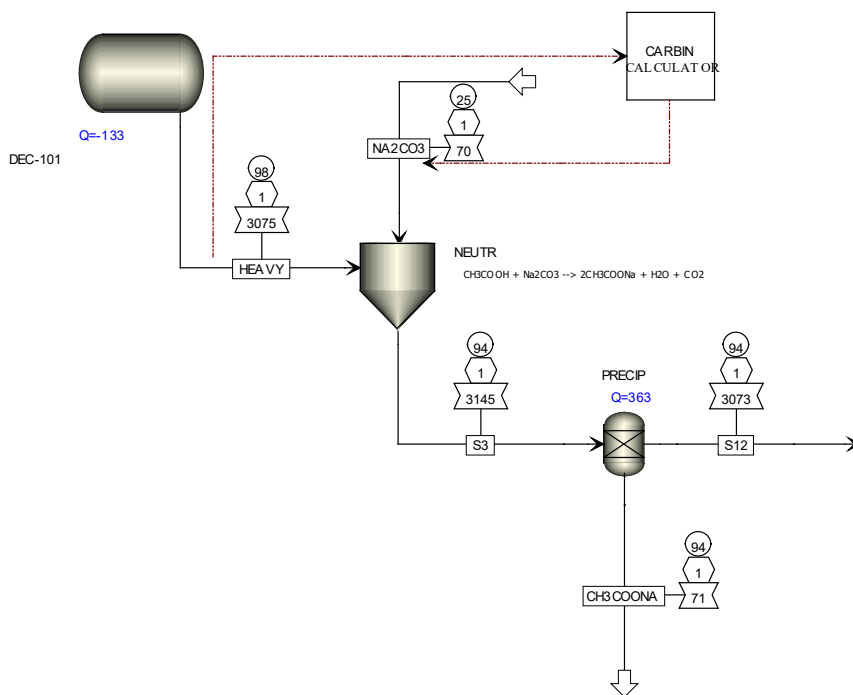 CARBIN
CALCULATOR
Q=-133
DEC-101
25
1
NA2CO3
70
98
1
3075
HEAVY
NEUTR
CH3COOH + Na2CO3 --> 2CH3COONa + H2O + CO2
94
1
3145
S3
PRECIP
Q=363
94
1
3073
S12
94
1
CH3COONA
71